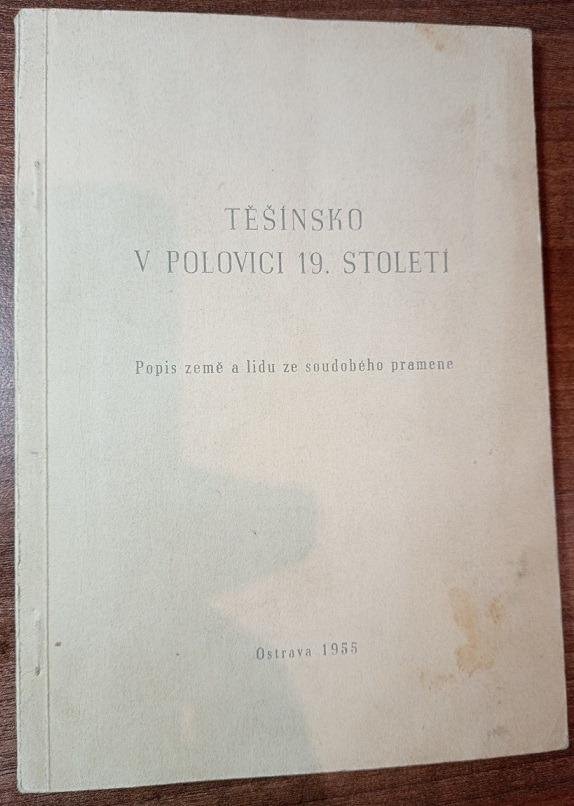 TĚŠÍNSKO
V POLOVICI 19. STOLETÍ
Popis země a lidu ze soudobého pramene
Ostrava 1955